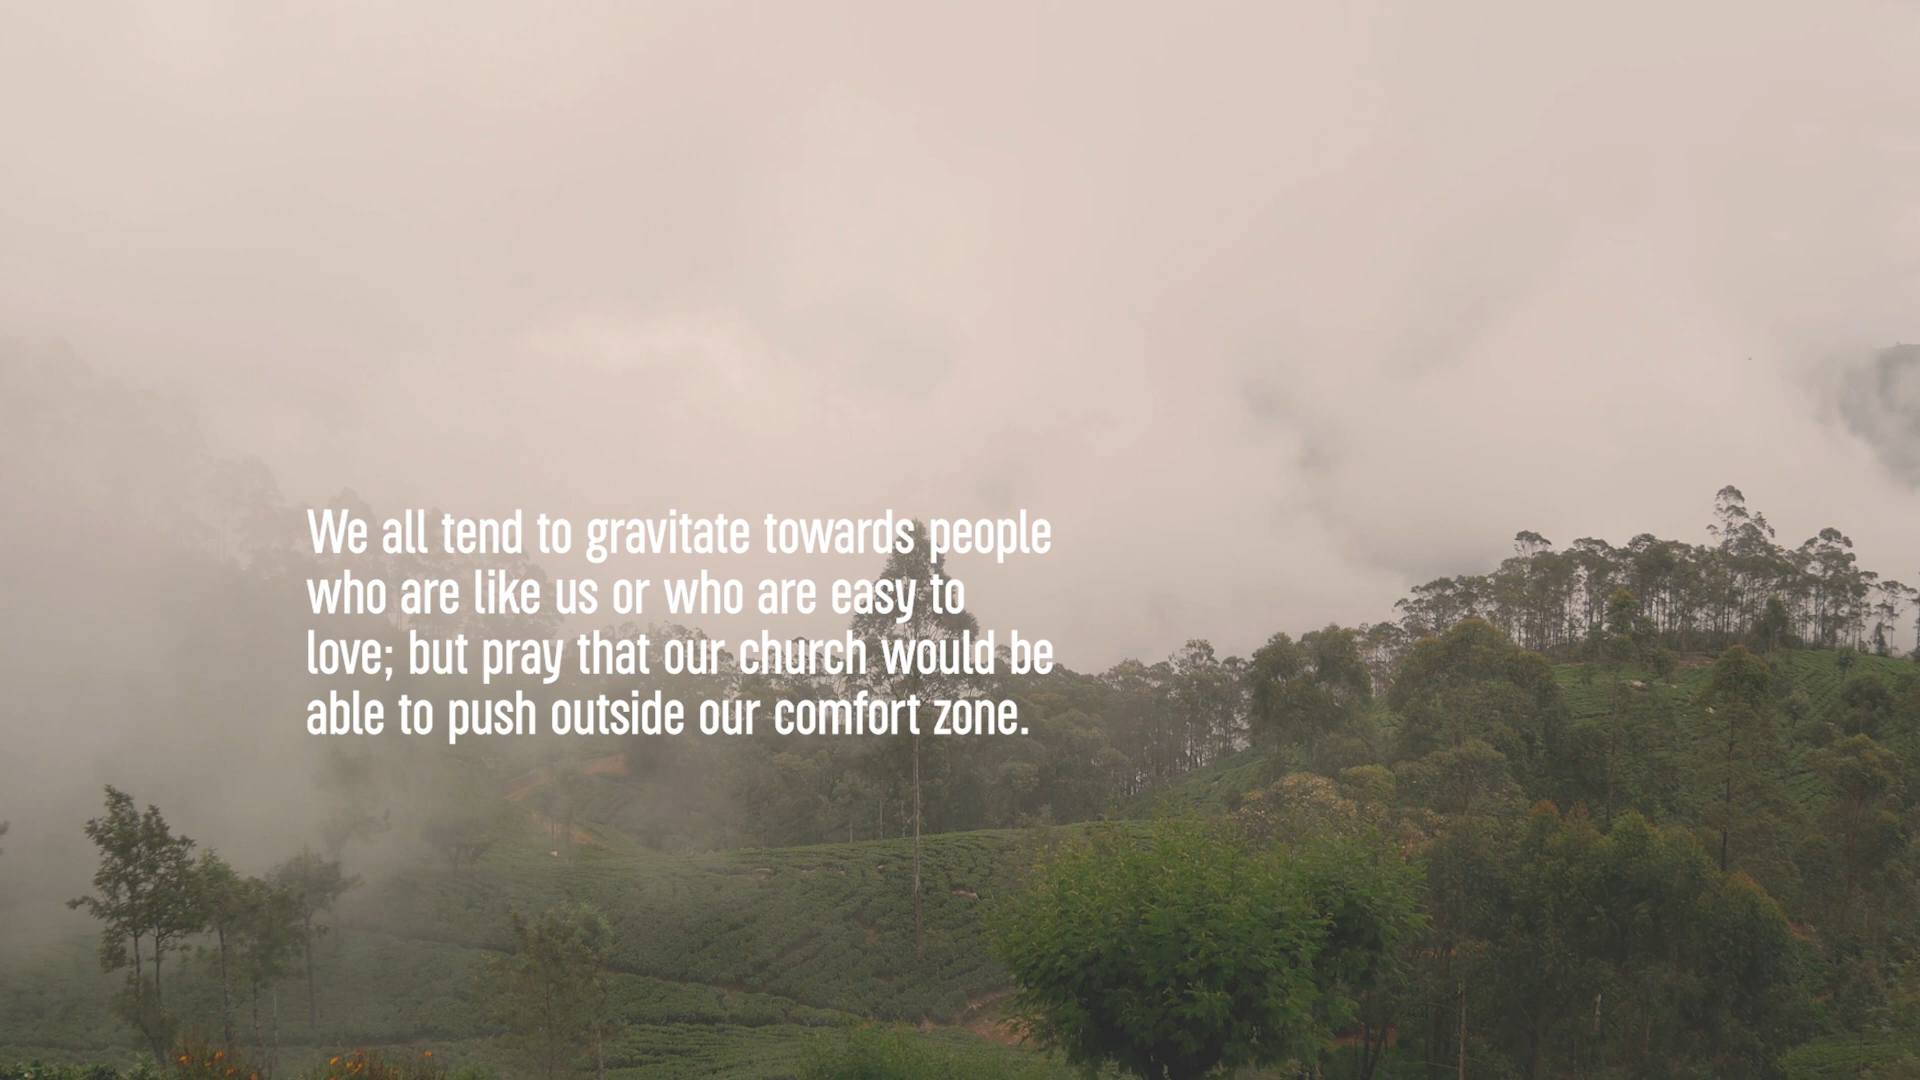 We all tend to gravitate towards people
who are like us or who are easy to
love; but pray that our church would be
able to push outside our comfort zone.